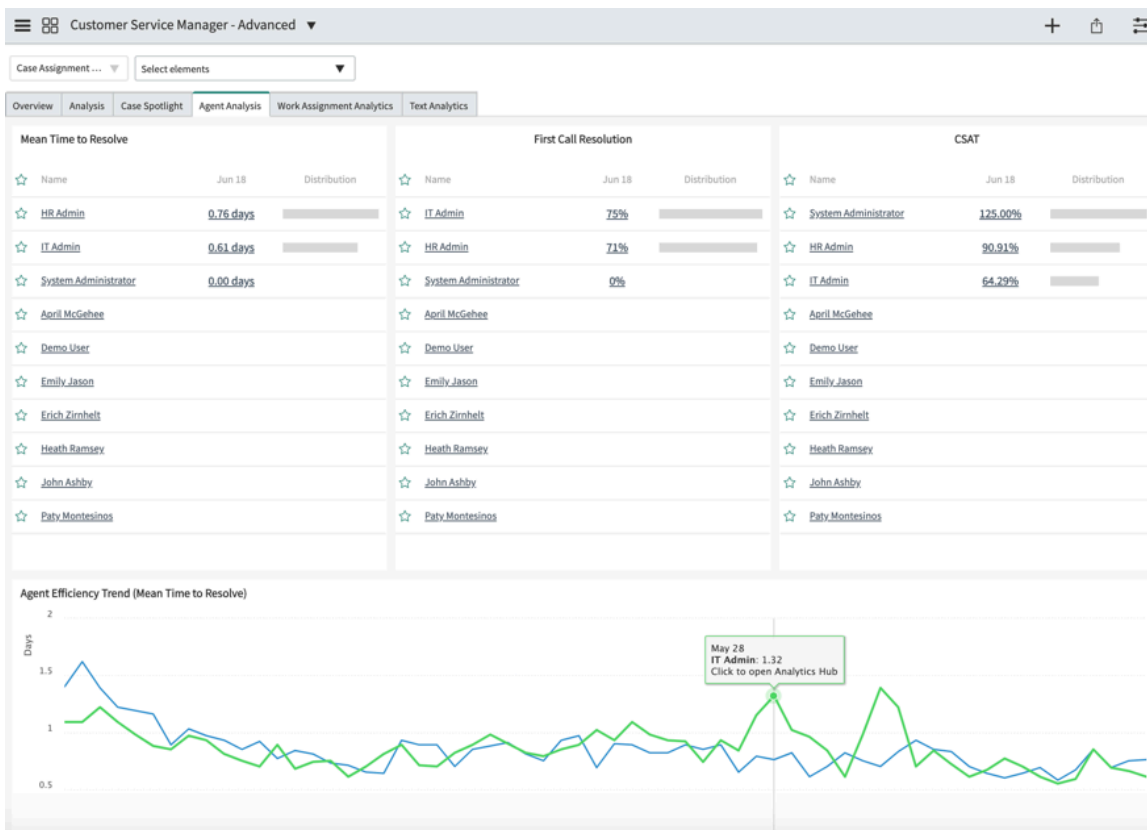 Customer Service Manager - Advanced ▼
Case Assignment ... ▼ Select elements ▼
Overview Analysis Case Spotlight Agent Analysis Work Assignment Analytics Text Analytics
Mean Time to Resolve
Name Jun 18 Distribution
HR Admin 0.76 days
IT Admin 0.61 days
System Administrator 0.00 days
April McGehee
Demo User
Emily Jason
Erich Zirnhelt
Heath Ramsey
John Ashby
Paty Montesinos
First Call Resolution
Name Jun 18 Distribution
IT Admin 75%
HR Admin 71%
System Administrator 0%
April McGehee
Demo User
Emily Jason
Erich Zirnhelt
Heath Ramsey
John Ashby
Paty Montesinos
CSAT
Name Jun 18 Distribution
System Administrator 125.00%
HR Admin 90.91%
IT Admin 64.29%
April McGehee
Demo User
Emily Jason
Erich Zirnhelt
Heath Ramsey
John Ashby
Paty Montesinos
Agent Efficiency Trend (Mean Time to Resolve)
Days
2
1.5
1
0.5
May 28
IT Admin: 1.32
Click to open Analytics Hub